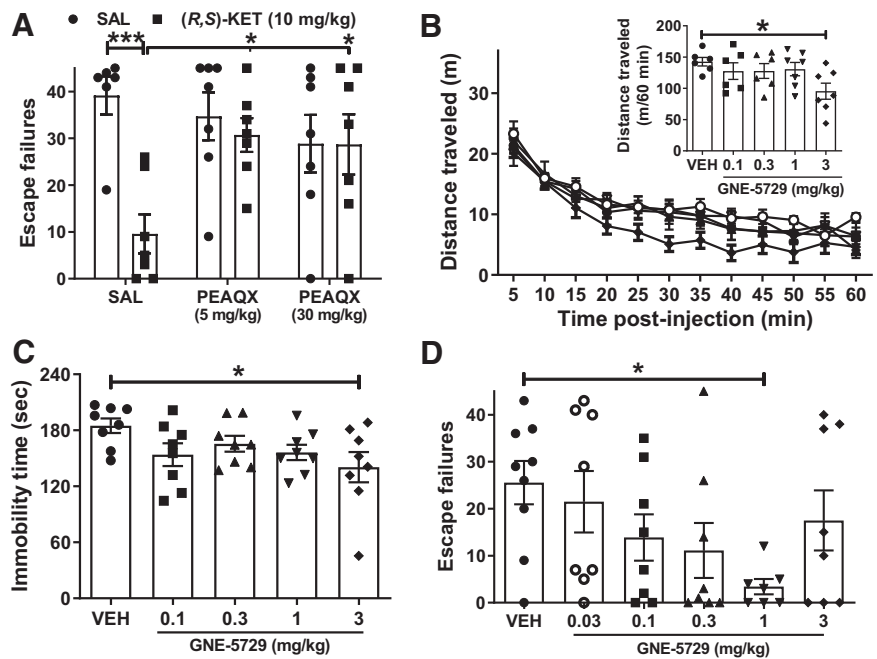 A
● SAL ■ (R,S)-KET (10 mg/kg)
*** * *
Escape failures
40
30
20
10
0
SAL PEAQX PEAQX
(5 mg/kg) (30 mg/kg)
B
Distance traveled (m)
30
20
10
0
5 10 15 20 25 30 35 40 45 50 55 60
Time post-injection (min)
Distance traveled
(m/60 min)
*
200
150
100
50
0
VEH 0.1 0.3 1 3
GNE-5729 (mg/kg)
C
Immobility time (sec)
*
240
180
120
60
0
VEH 0.1 0.3 1 3
GNE-5729 (mg/kg)
D
Escape failures
*
40
30
20
10
0
VEH 0.03 0.1 0.3 1 3
GNE-5729 (mg/kg)